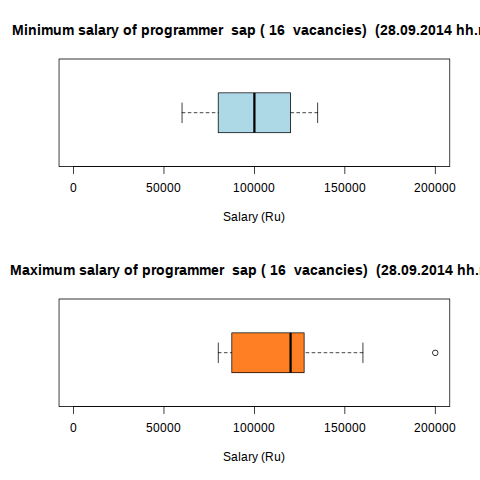 Minimum salary of programmer  sap ( 16  vacancies)  (28.09.2014 hh.
0 50000 100000 150000 200000
Salary (Ru)
Maximum salary of programmer  sap ( 16  vacancies)  (28.09.2014 hh.
0 50000 100000 150000 200000
Salary (Ru)